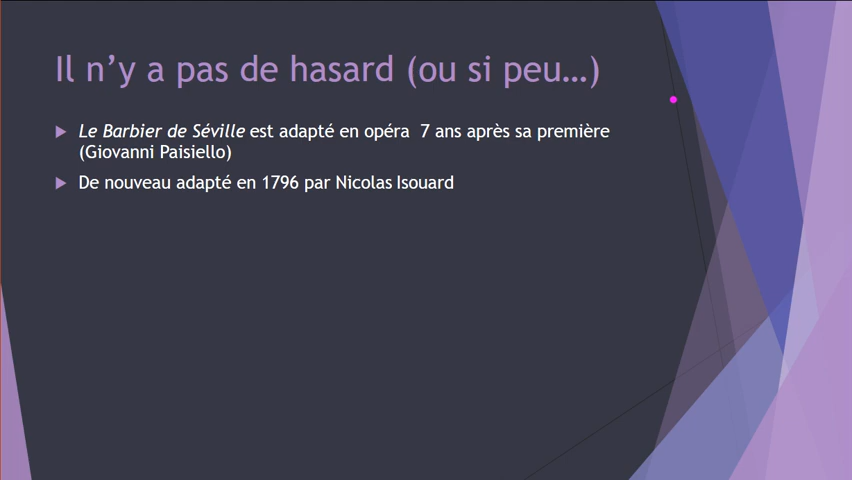 Il n’y a pas de hasard (ou si peu…)
Le Barbier de Séville est adapté en opéra 7 ans après sa première
(Giovanni Paisiello)
De nouveau adapté en 1796 par Nicolas Isouard